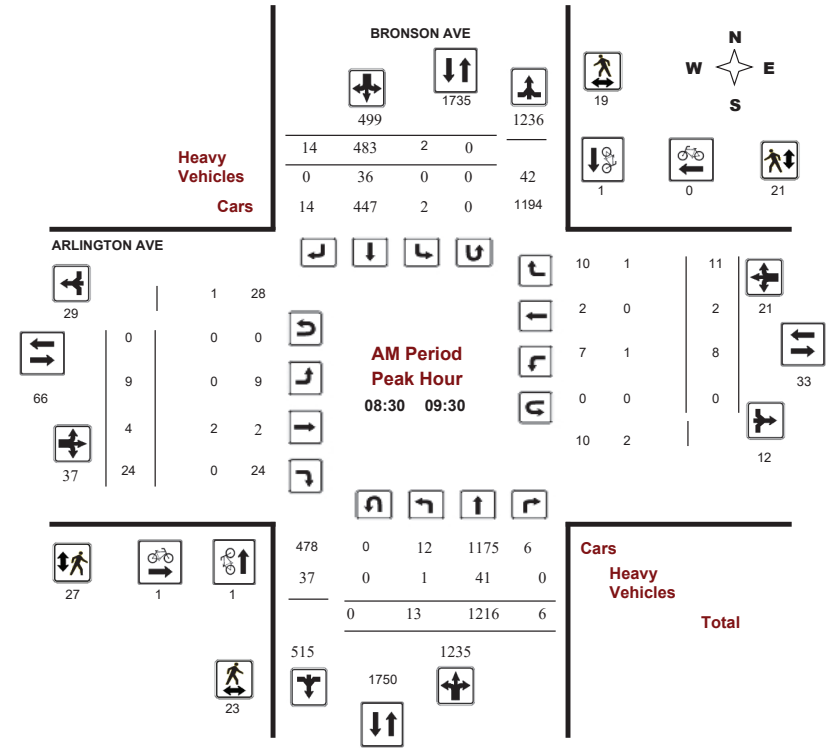 BRONSON AVE
N
W E
S
1735
19
499 1236
14 483 2 0
Heavy
Vehicles
0 36 0 0 42
Cars
14 447 2 0 1194
1 0 21
ARLINGTON AVE
29
1 28
10 1 11
21
0 0 0
2 0 2
66
AM Period
Peak Hour
08:30 09:30
9 0 9
7 1 8
33
4 2 2
0 0 0
37
24 0 24
10 2
12
478 0 12 1175 6
Cars
37 0 1 41 0
Heavy
Vehicles
27 1 1
0 13 1216 6
Total
515 1235
1750
23